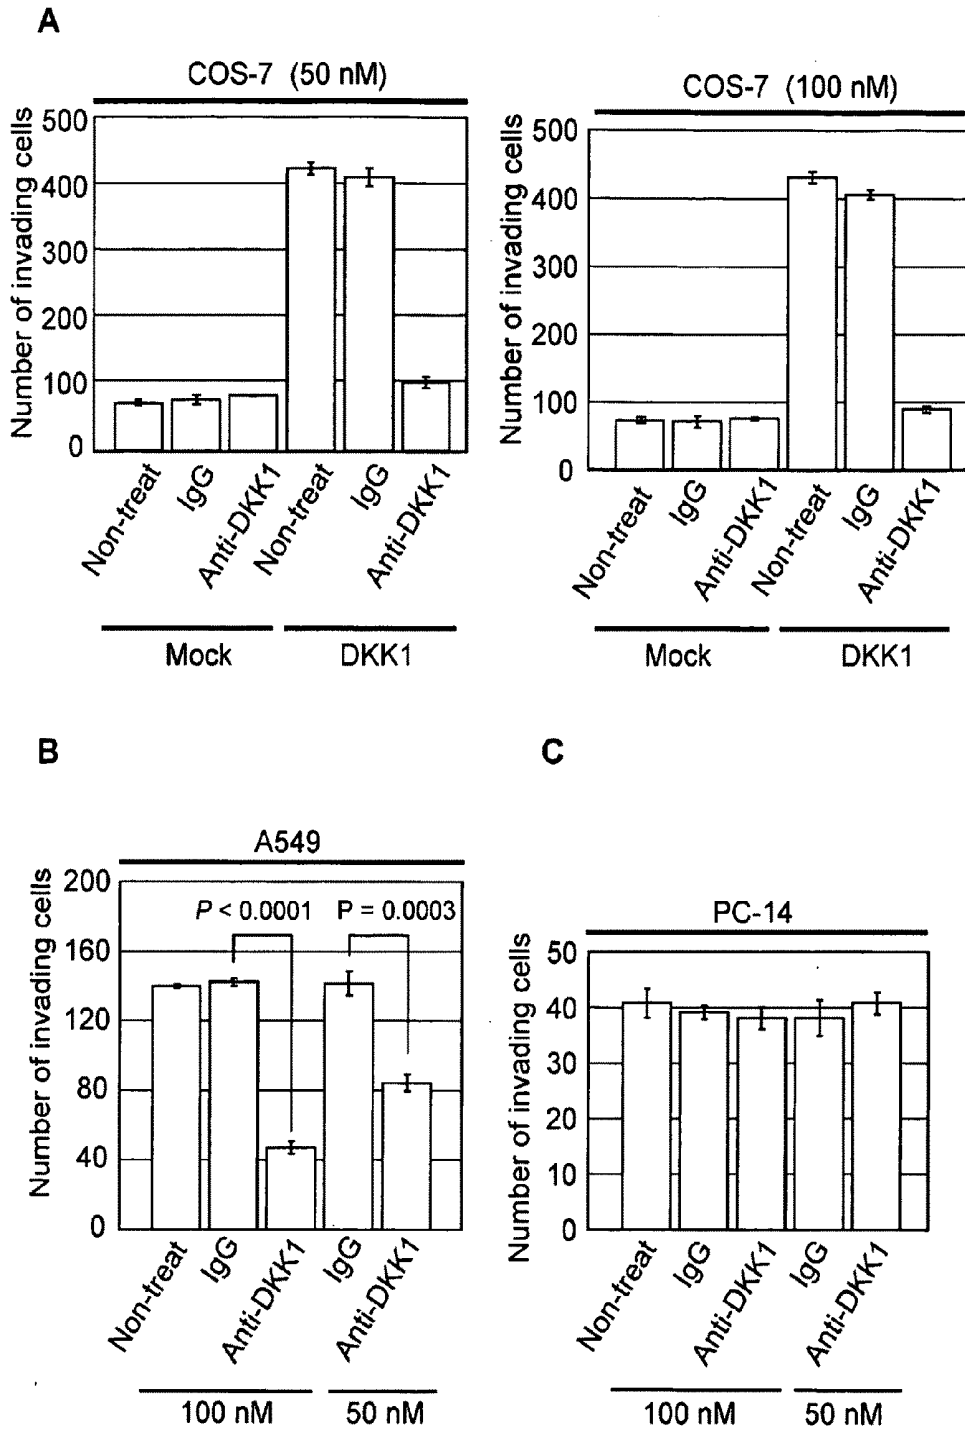 A
COS-7 (50 nM)
Number of invading cells
500
400
300
200
100
0
Non-treat
IgG
Anti-DKK1
Non-treat
IgG
Anti-DKK1
Mock
DKK1
COS-7 (100 nM)
Number of invading cells
500
400
300
200
100
0
Non-treat
IgG
Anti-DKK1
Non-treat
IgG
Anti-DKK1
Mock
DKK1
B
A549
Number of invading cells
200
160
120
80
40
0
P < 0.0001
P = 0.0003
Non-treat
IgG
Anti-DKK1
IgG
Anti-DKK1
100 nM
50 nM
C
PC-14
Number of invading cells
50
40
30
20
10
0
Non-treat
IgG
Anti-DKK1
IgG
Anti-DKK1
100 nM
50 nM